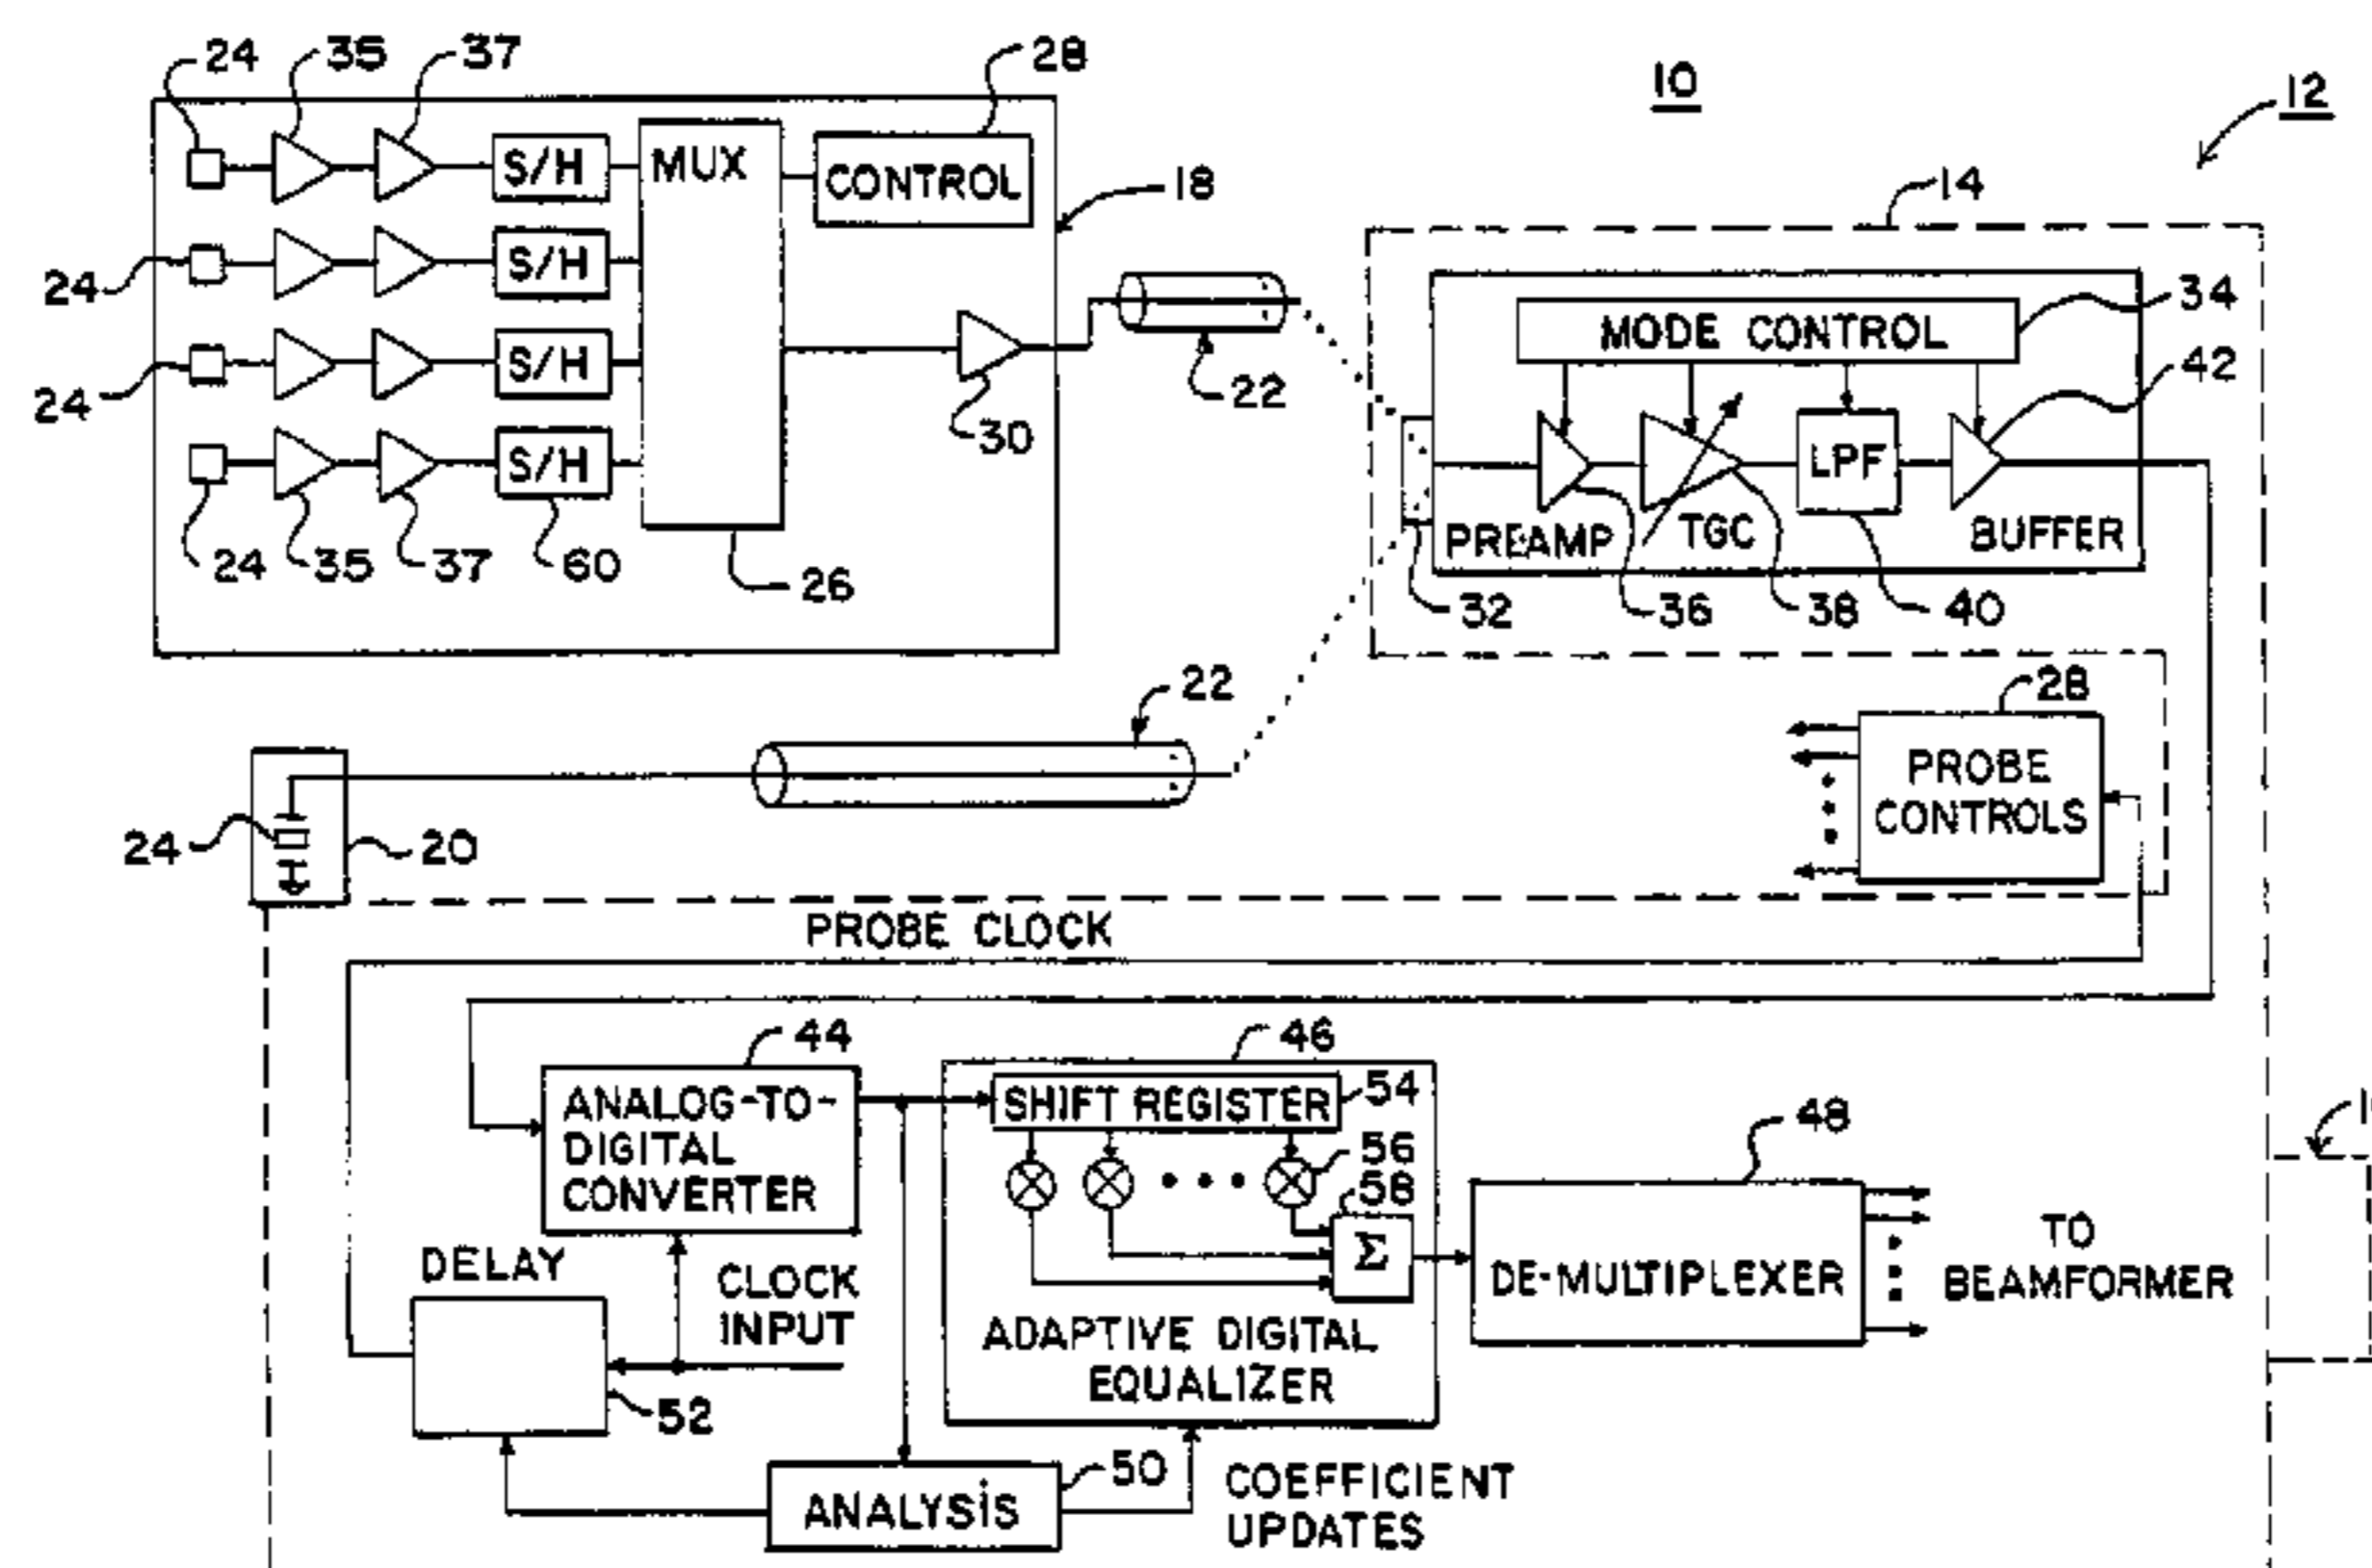 24 35 37 28
10
12
S/H MUX CONTROL
18
14
24 S/H
34
MODE CONTROL
24 S/H
22
42
30
LPF
S/H
PREAMP TGC BUFFER
24 35 37 60 26
32 36 38 40
22
28
PROBE
CONTROLS
24 20
PROBE CLOCK
44 46
ANALOG-TO-
DIGITAL
CONVERTER
SHIFT REGISTER 54
56
58
48
Σ
DELAY
CLOCK
INPUT
DE-MULTIPLEXER
TO
BEAMFORMER
ADAPTIVE DIGITAL
EQUALIZER
52
50
ANALYSIS
COEFFICIENT
UPDATES